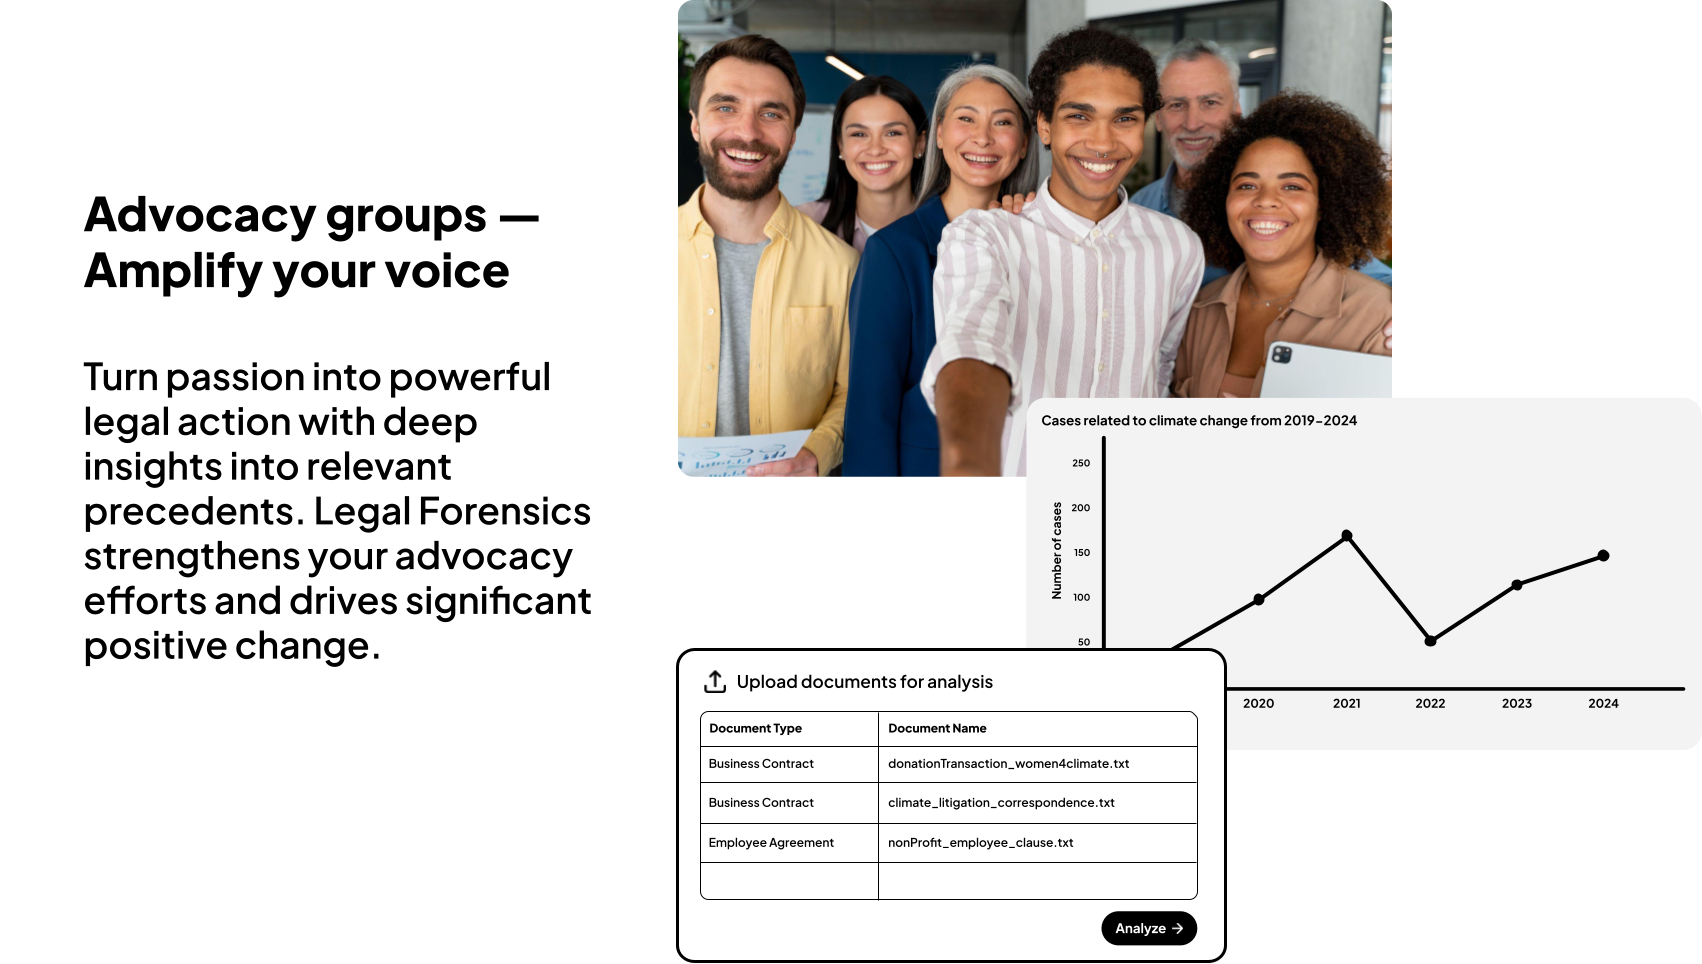 Advocacy groups —
Amplify your voice
Turn passion into powerful
legal action with deep
insights into relevant
precedents. Legal Forensics
strengthens your advocacy
efforts and drives significant
positive change.
Cases related to climate change from 2019-2024
Number of cases
250
200
150
100
50
2020 2021 2022 2023 2024
Upload documents for analysis
Document Type Document Name
Business Contract donationTransaction_women4climate.txt
Business Contract climate_litigation_correspondence.txt
Employee Agreement nonProfit_employee_clause.txt
Analyze →